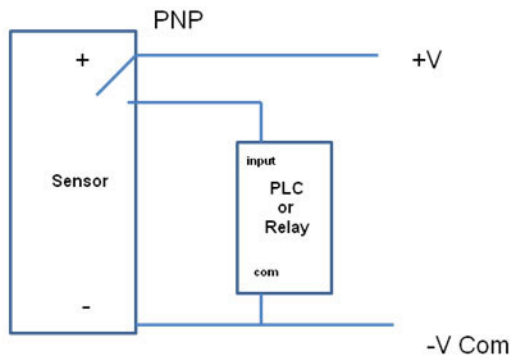 PNP
+
+V
input
Sensor
PLC
or
Relay
com
-
-V Com